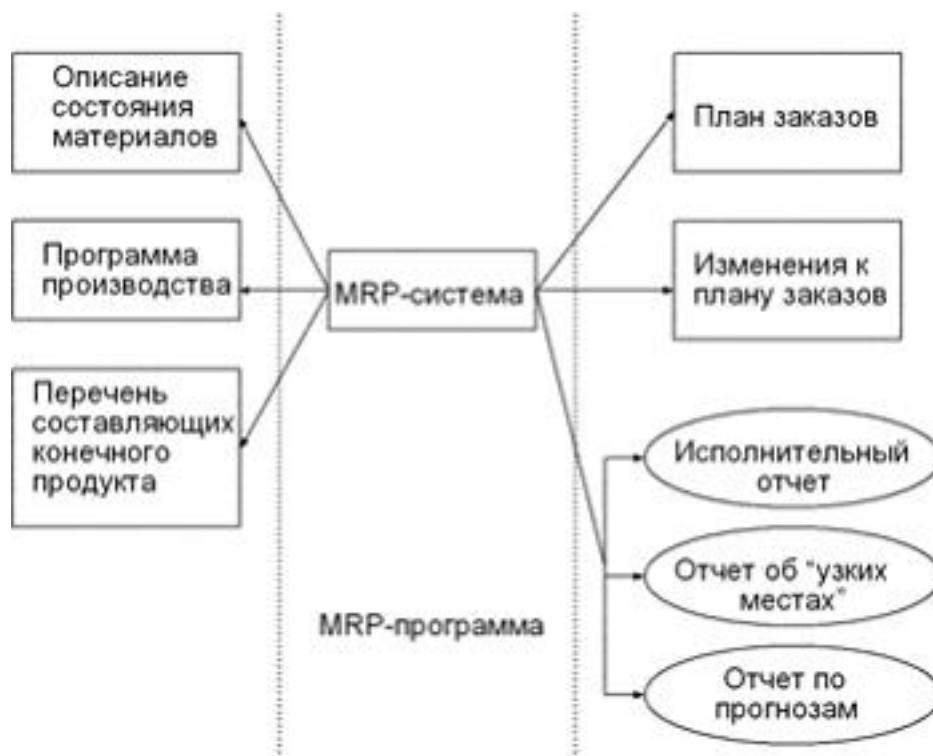 Описание
состояния
материалов
Программа
производства
Перечень
составляющих
конечного
продукта
MRP-система
MRP-программа
План заказов
Изменения к
плану заказов
Исполнительный
отчет
Отчет об “узких
местах”
Отчет по
прогнозам